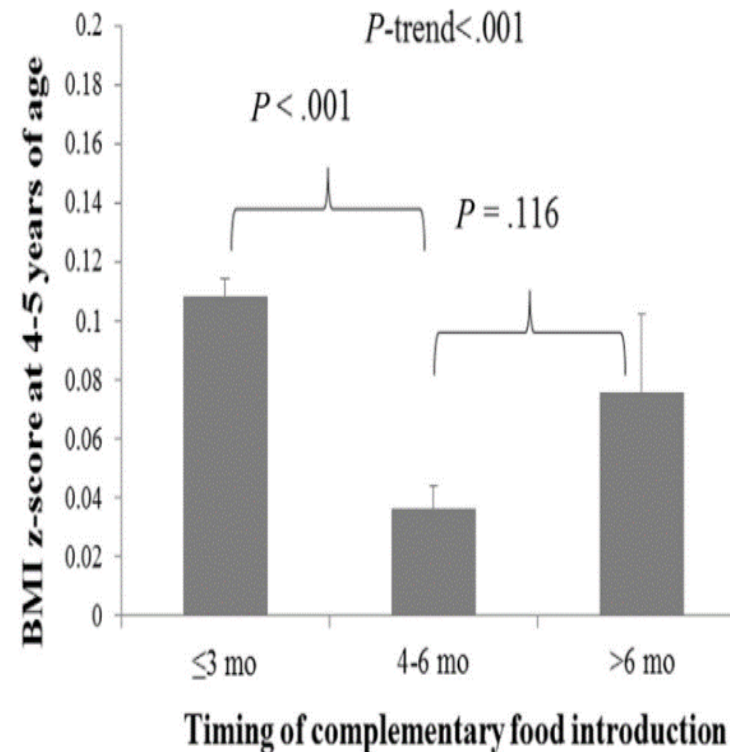 P-trend<.001
P < .001
P = .116
BMI z-score at 4-5 years of age
0.2
0.18
0.16
0.14
0.12
0.1
0.08
0.06
0.04
0.02
0
≤3 mo 4-6 mo >6 mo
Timing of complementary food introduction